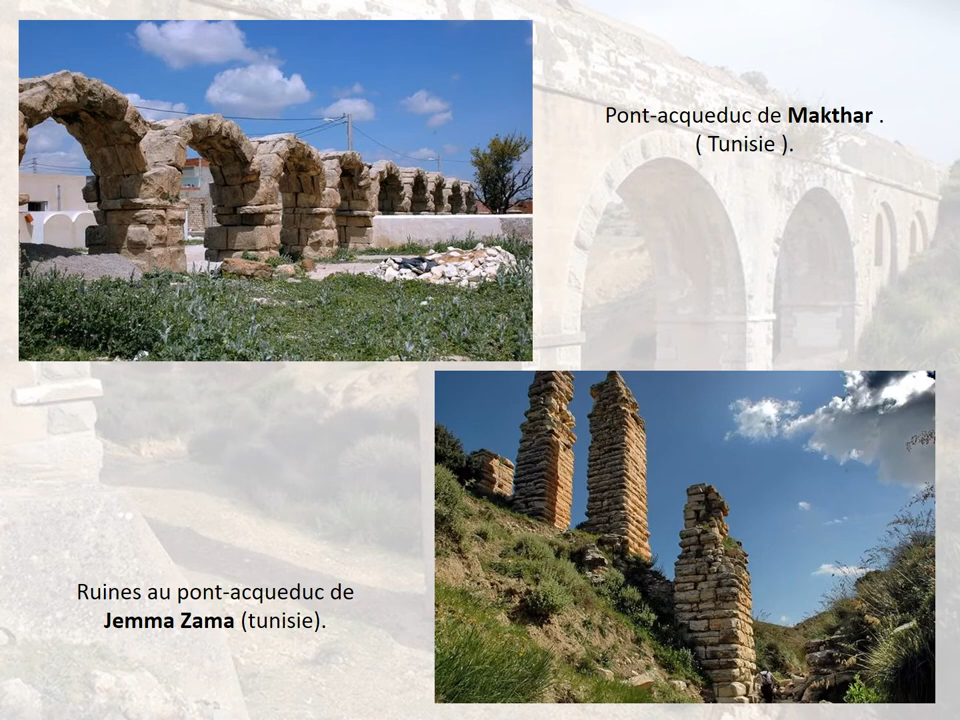 Pont-acqueduc de Makthar .
( Tunisie ).
Ruines au pont-acqueduc de
Jemma Zama (tunisie).